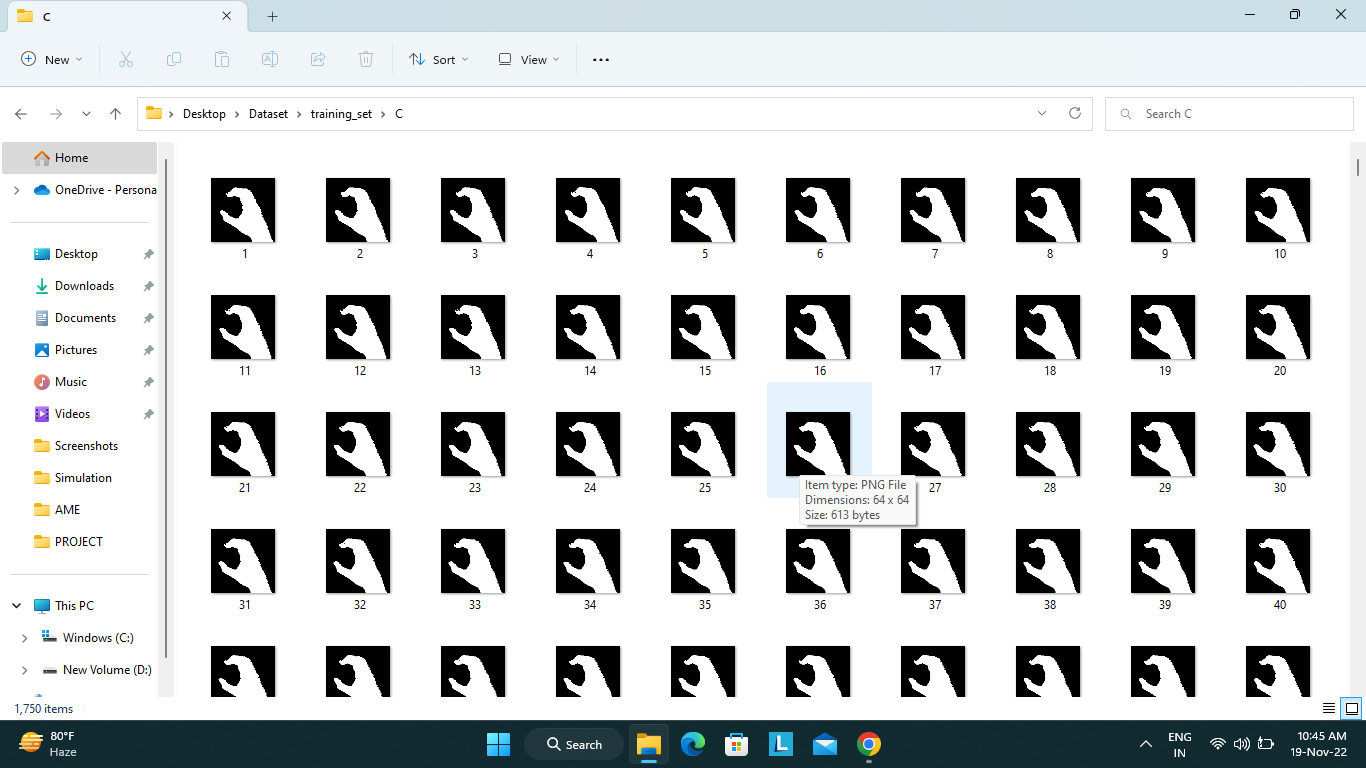 C
New
Sort
View
Desktop
Dataset
training_set
C
Search C
Home
OneDrive - Persona
Desktop
Downloads
Documents
Pictures
Music
Videos
Screenshots
Simulation
AME
PROJECT
This PC
Windows (C:)
New Volume (D:)
1 2 3 4 5 6 7 8 9 10
11 12 13 14 15 16 17 18 19 20
21 22 23 24 25 27 28 29 30
Item type: PNG File
Dimensions: 64 x 64
Size: 613 bytes
31 32 33 34 35 36 37 38 39 40
1,750 items
80°F
Haze
Search
L
ENG
IN
10:45 AM
19-Nov-22